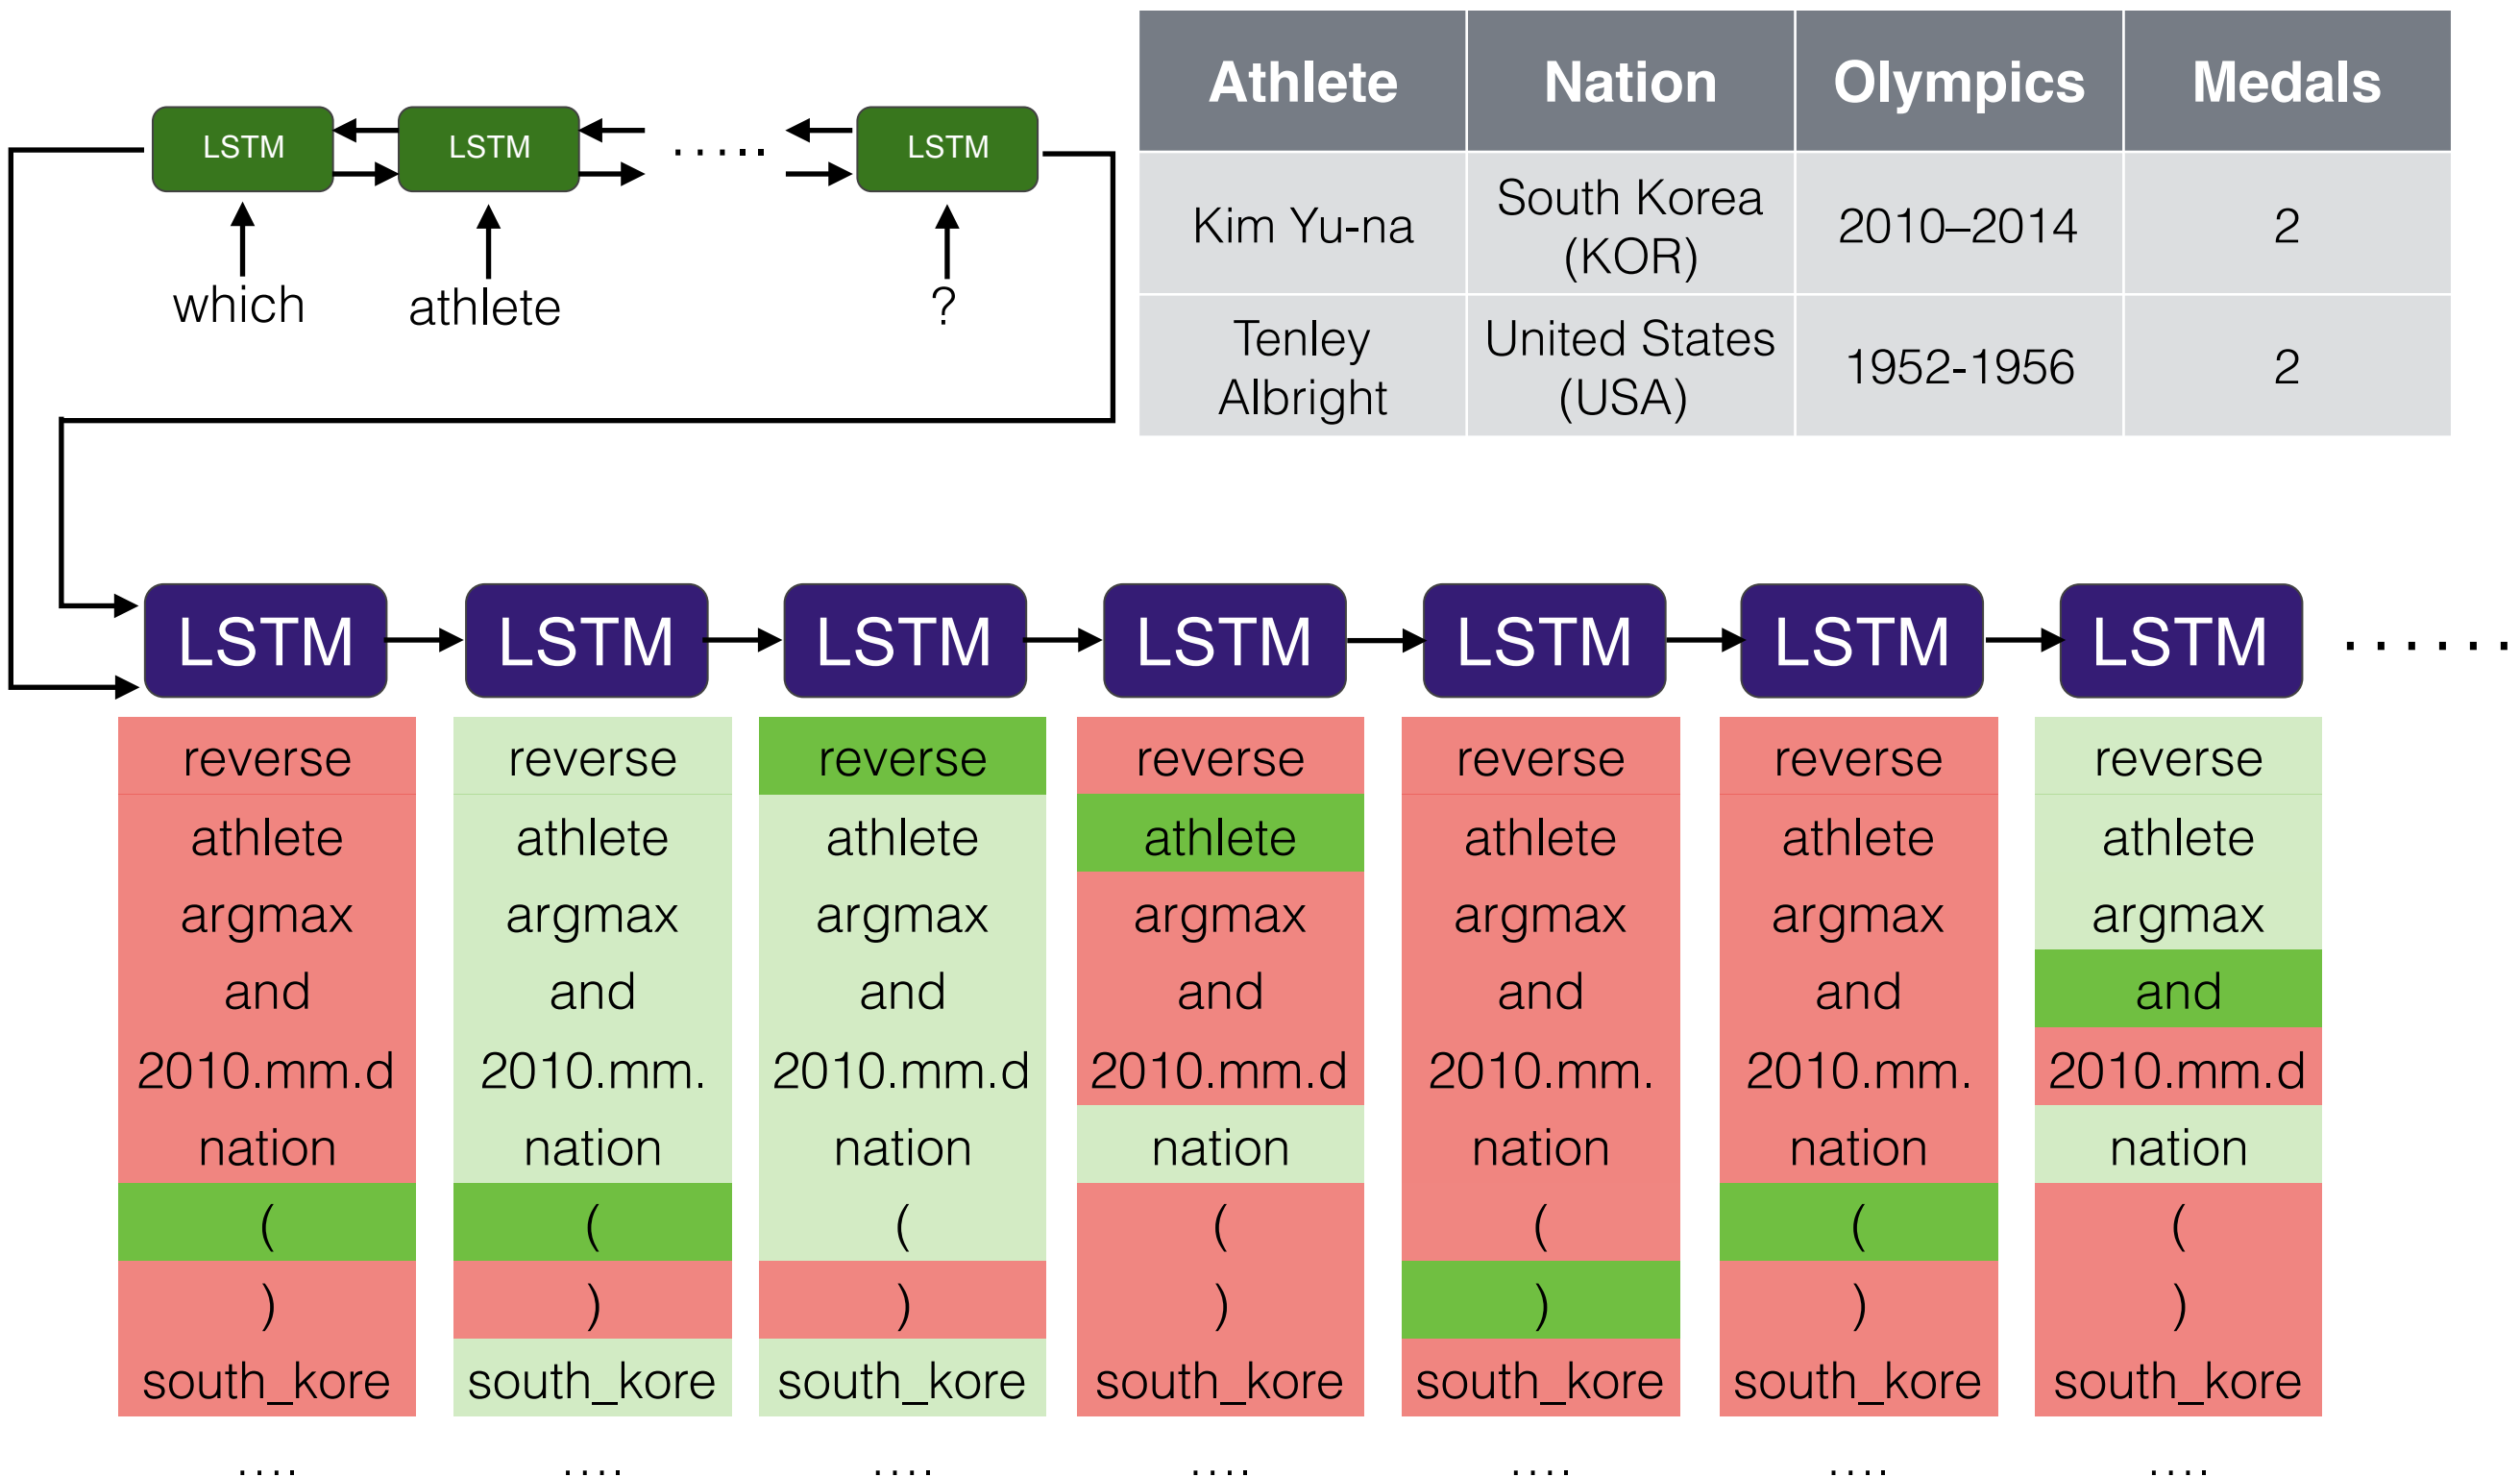 LSTM LSTM ..... LSTM
which athlete ?
Athlete Nation Olympics Medals
Kim Yu-na South Korea (KOR) 2010–2014 2
Tenley Albright United States (USA) 1952-1956 2
LSTM LSTM LSTM LSTM LSTM LSTM LSTM ......
reverse reverse reverse reverse reverse reverse reverse
athlete athlete athlete athlete athlete athlete athlete
argmax argmax argmax argmax argmax argmax argmax
and and and and and and and
2010.mm.d 2010.mm. 2010.mm.d 2010.mm.d 2010.mm. 2010.mm. 2010.mm.d
nation nation nation nation nation nation nation
( ( ( ( ( ( (
) ) ) ) ) ) )
south_kore south_kore south_kore south_kore south_kore south_kore south_kore
.... .... .... .... .... .... ....